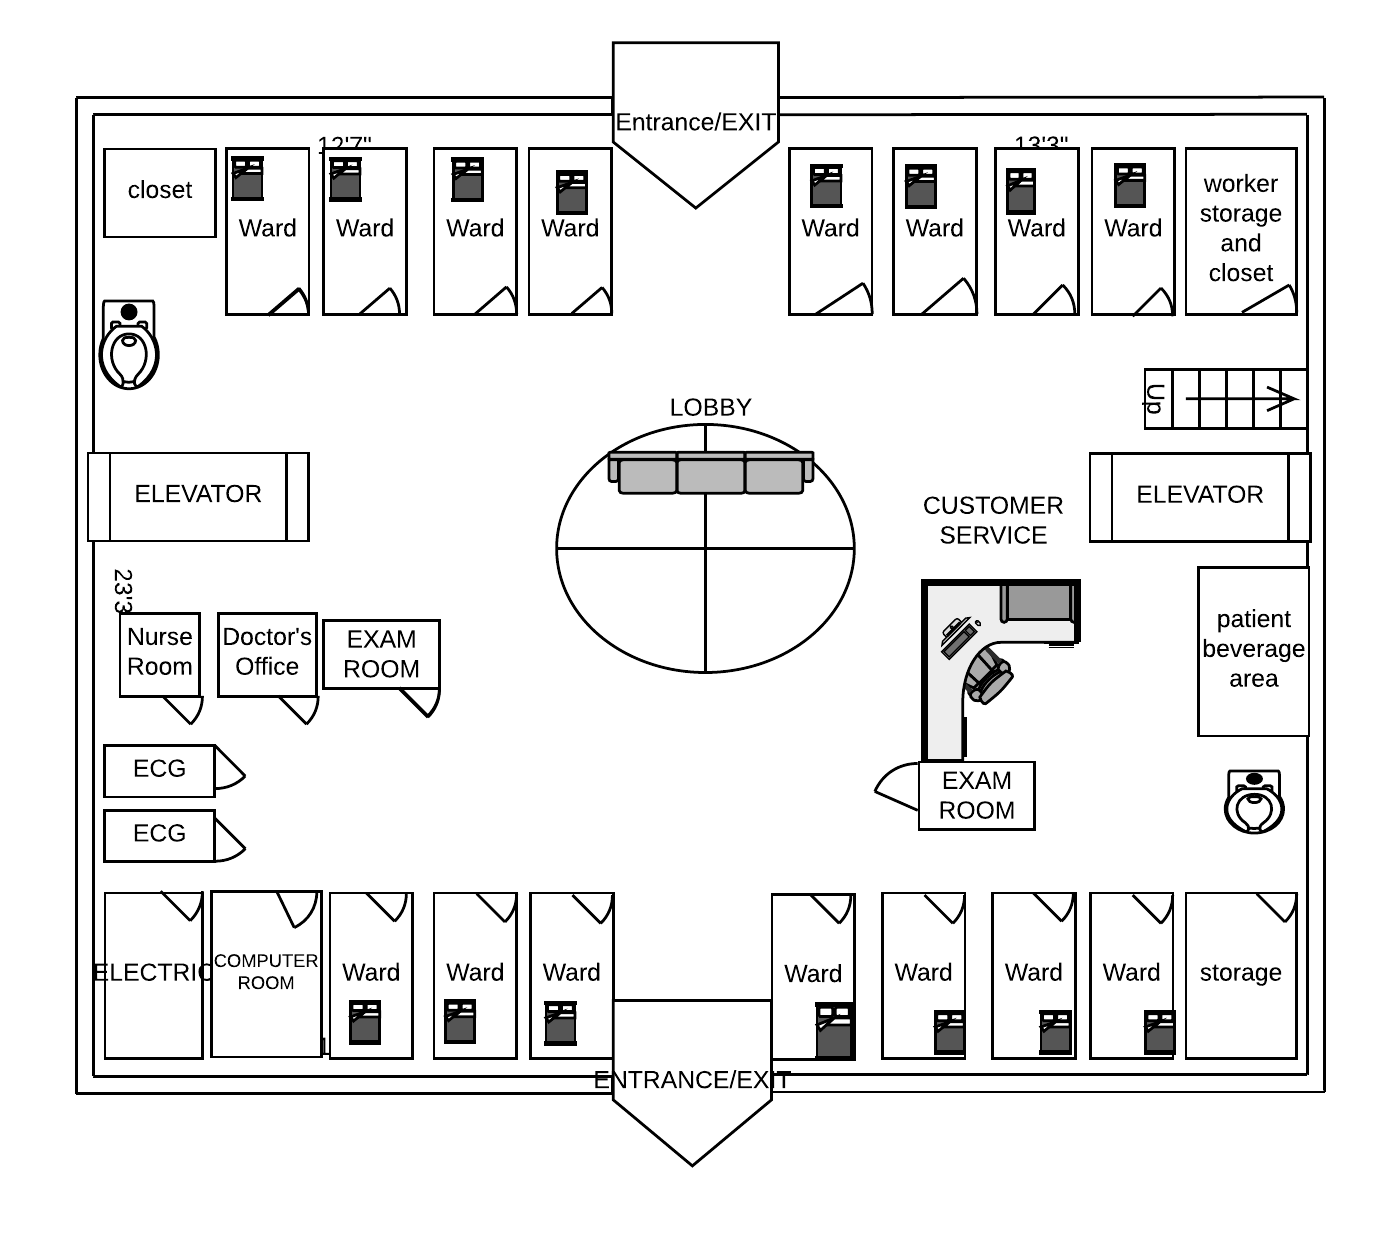 Entrance/EXIT
12'7"
13'3"
closet
Ward
Ward
Ward
Ward
Ward
Ward
Ward
Ward
worker
storage
and
closet
Up
LOBBY
ELEVATOR
CUSTOMER
SERVICE
ELEVATOR
23'3
Nurse
Room
Doctor's
Office
EXAM
ROOM
patient
beverage
area
ECG
ECG
EXAM
ROOM
ELECTRIC
COMPUTER
ROOM
Ward
Ward
Ward
Ward
Ward
Ward
Ward
storage
ENTRANCE/EXIT